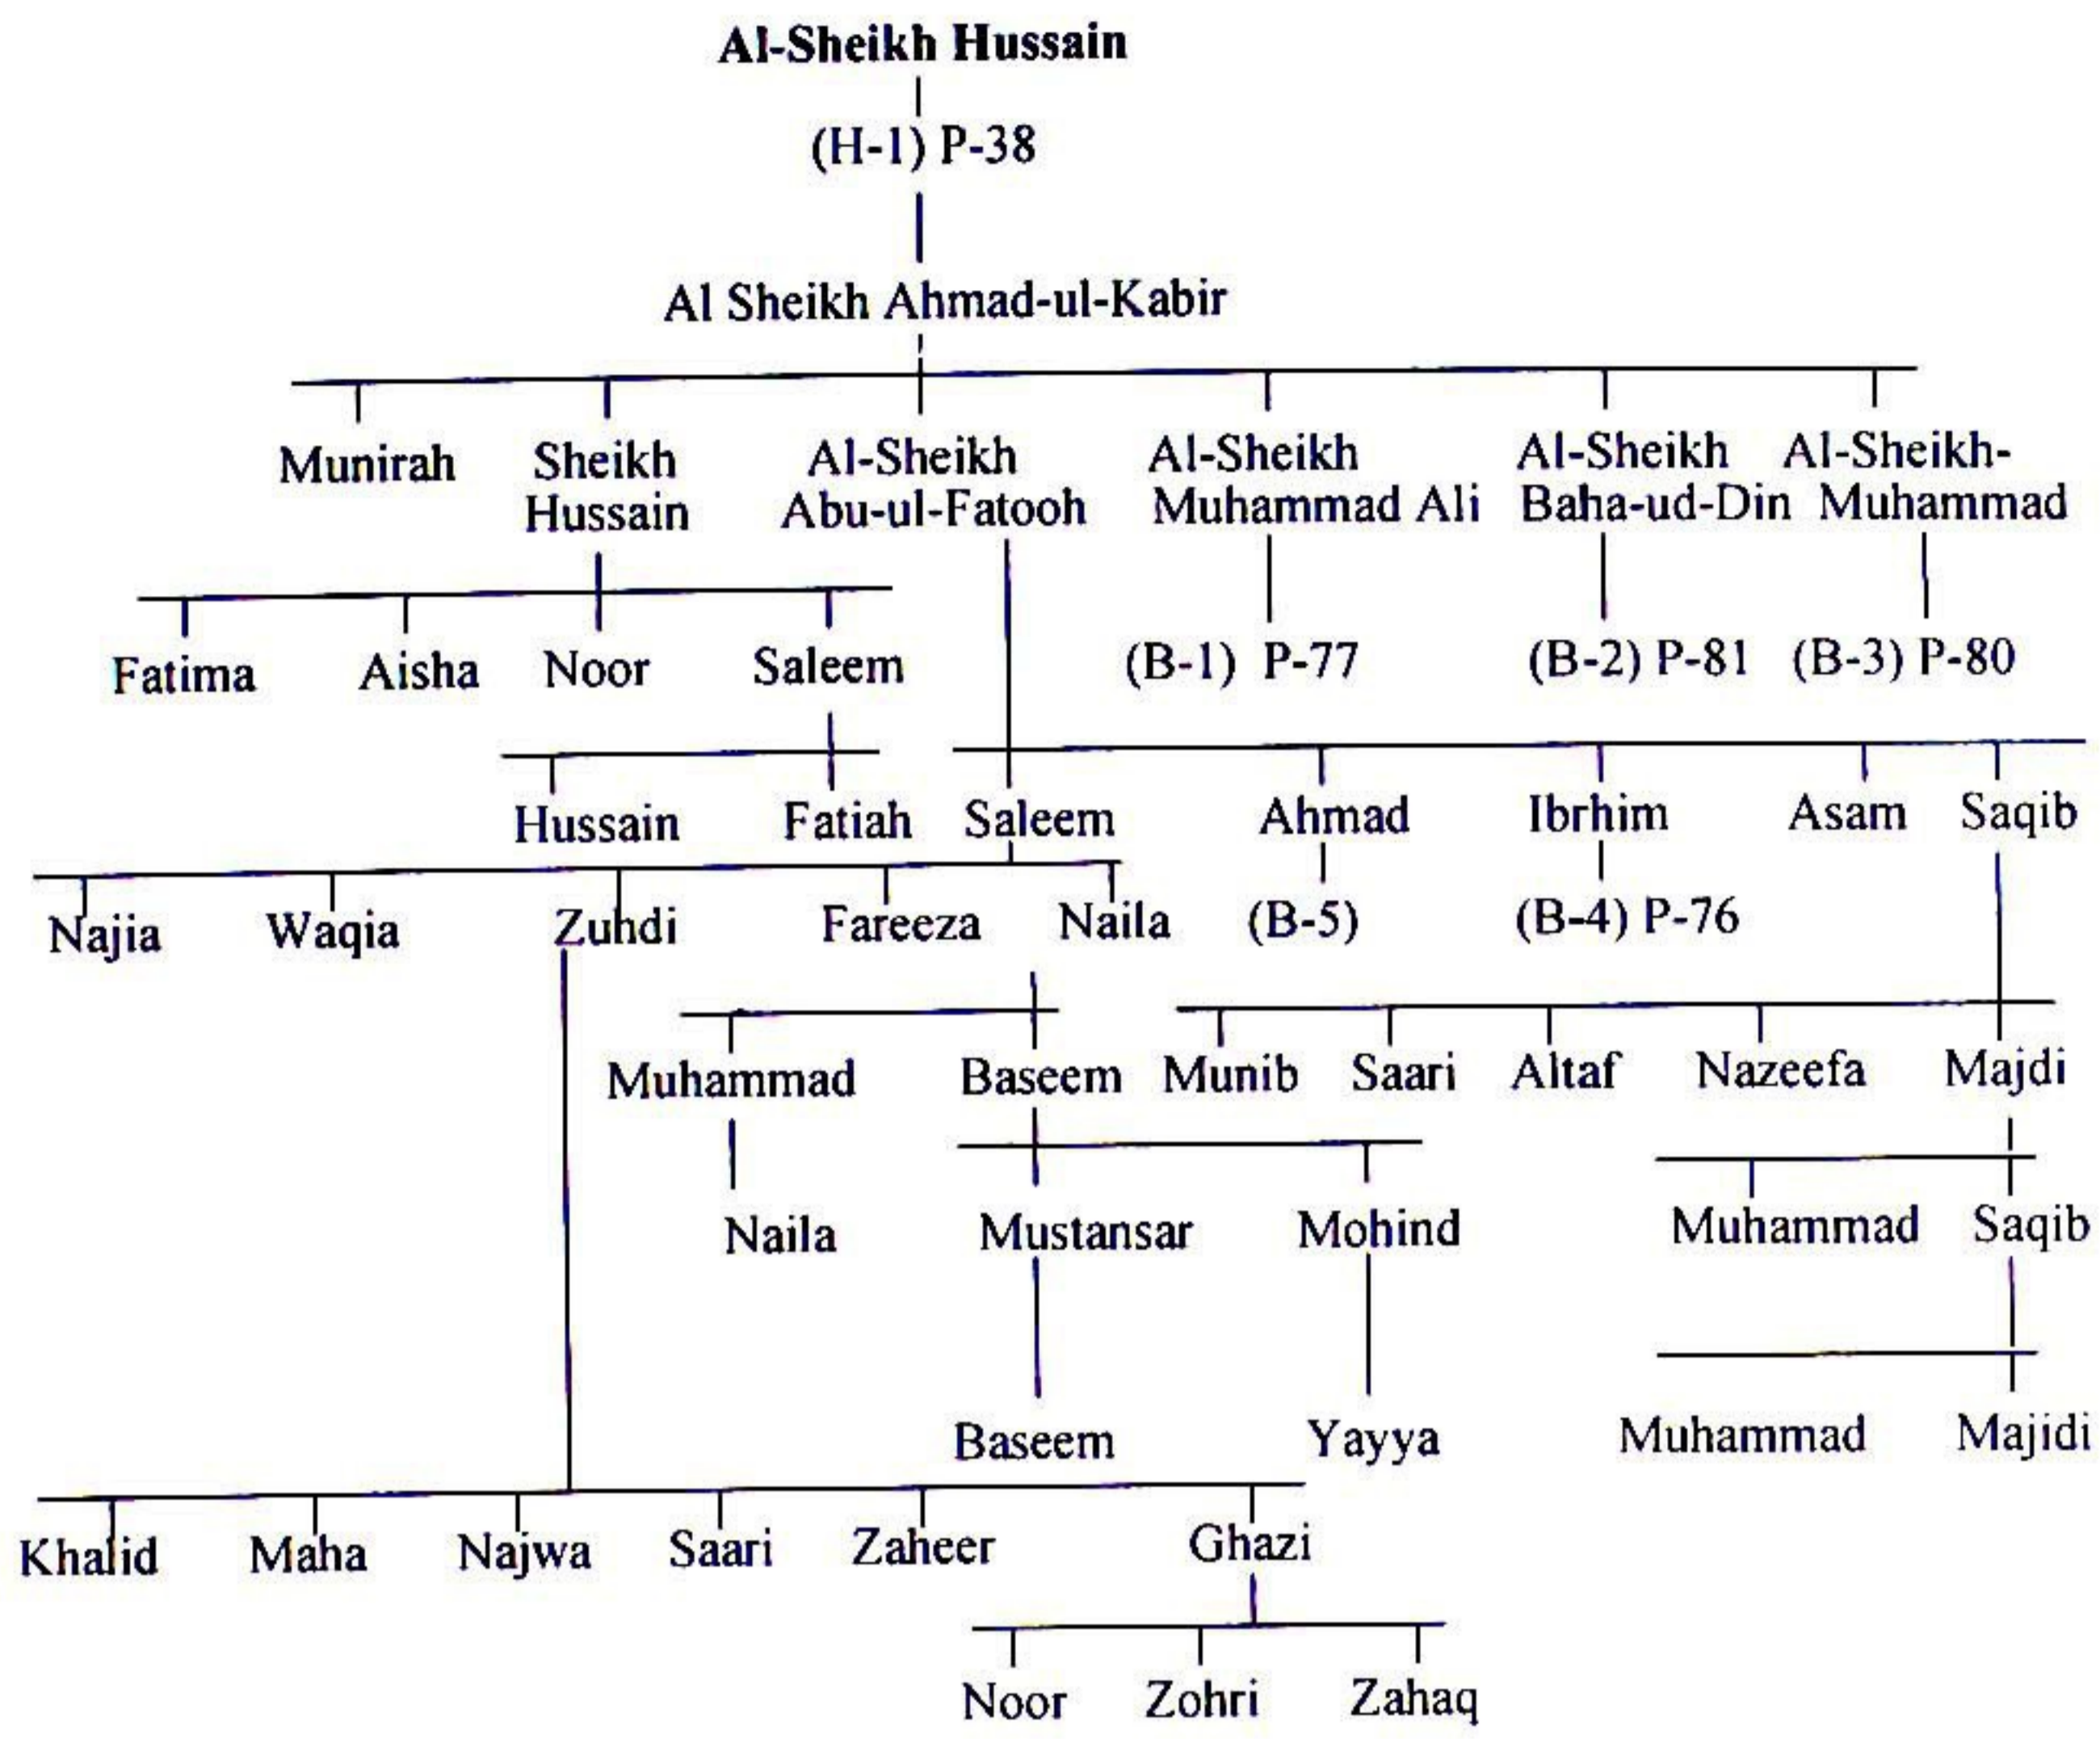 Al-Sheikh Hussain
(H-1) P-38
Al Sheikh Ahmad-ul-Kabir
Munirah
Sheikh
Hussain
Al-Sheikh
Abu-ul-Fatooh
Al-Sheikh
Muhammad Ali
Al-Sheikh
Baha-ud-Din
Al-Sheikh-
Muhammad
Fatima Aisha Noor Saleem
(B-1) P-77 (B-2) P-81 (B-3) P-80
Hussain Fatiah Saleem Ahmad Ibrhim Asam Saqib
Najia Waqia Zuhdi Fareeza Naila (B-5) (B-4) P-76
Muhammad Baseem Munib Saari Altaf Nazeefa Majdi
Naila Mustansar Mohind Muhammad Saqib
Baseem Yayya Muhammad Majidi
Khalid Maha Najwa Saari Zaheer Ghazi
Noor Zohri Zahaq